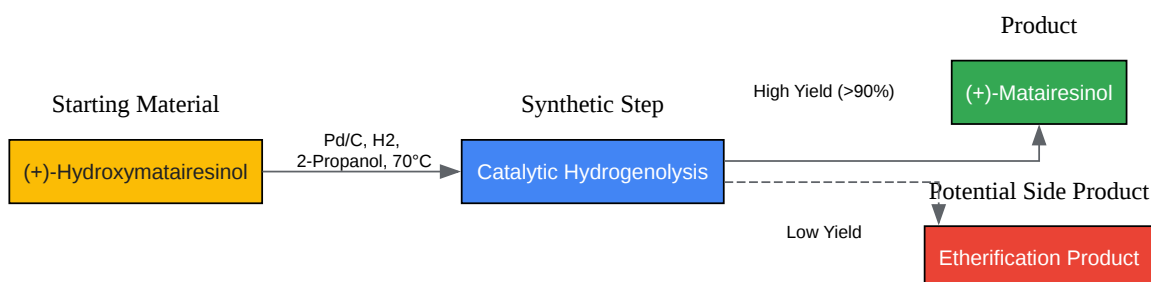 Product
Starting Material
Synthetic Step
High Yield (>90%)
(+)-Matairesinol
Pd/C, H2,
2-Propanol, 70°C
(+)-Hydroxymatairesinol
Catalytic Hydrogenolysis
Potential Side Product
Low Yield
Etherification Product